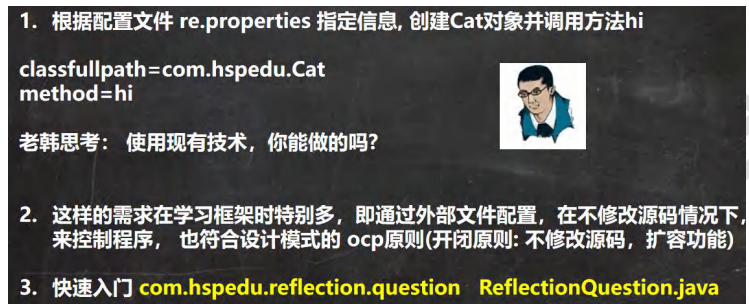 1. 根据配置文件 re.properties 指定信息, 创建Cat对象并调用方法hi
classfullpath=com.hspedu.Cat
method=hi
老韩思考： 使用现有技术，你能做的吗?
2. 这样的需求在学习框架时特别多，即通过外部文件配置，在不修改源码情况下，
来控制程序， 也符合设计模式的 ocp原则(开闭原则: 不修改源码，扩容功能)
3. 快速入门 com.hspedu.reflection.question ReflectionQuestion.java